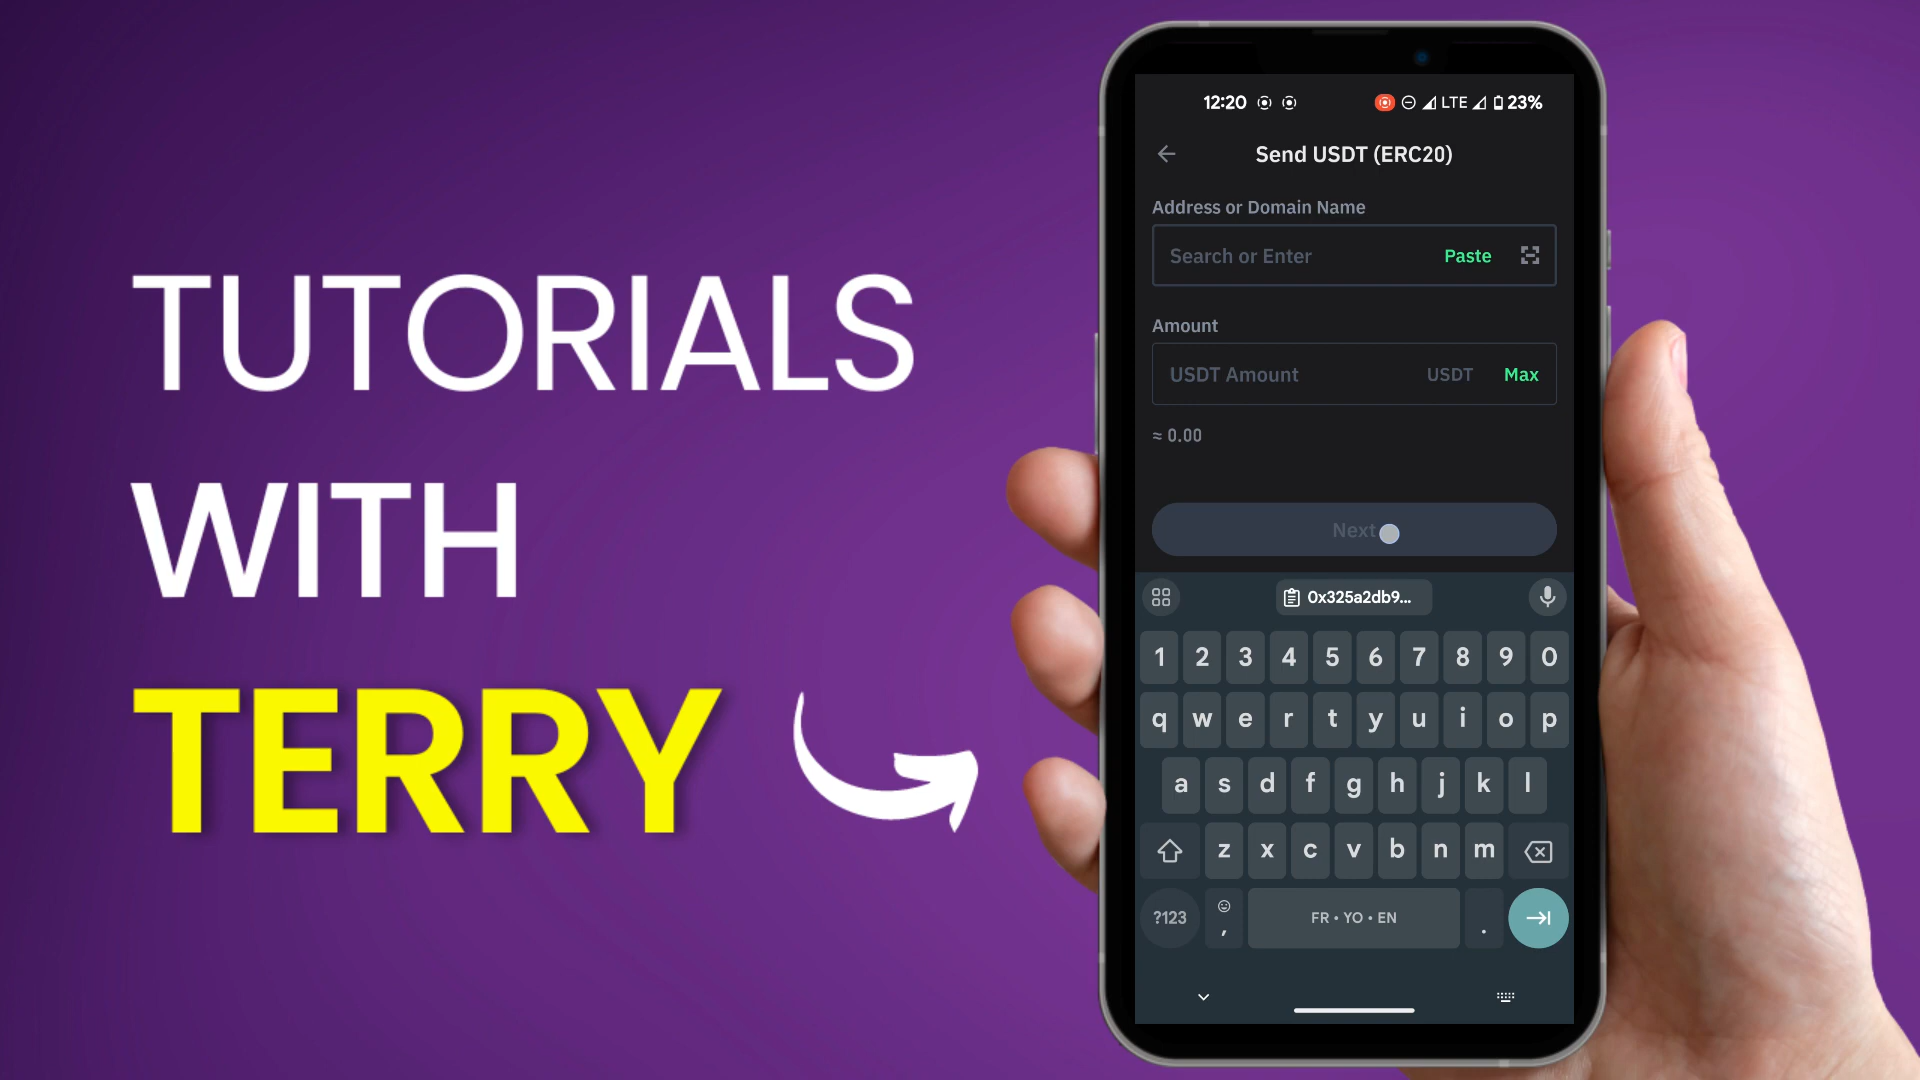 TUTORIALS
WITH
TERRY
12:20 LTE 23%
Send USDT (ERC20)
Address or Domain Name
Search or Enter Paste
Amount
USDT Amount USDT Max
≈ 0.00
Next
0x325a2db9...
1 2 3 4 5 6 7 8 9 0
q w e r t y u i o p
a s d f g h j k l
z x c v b n m
?123 , FR • YO • EN .